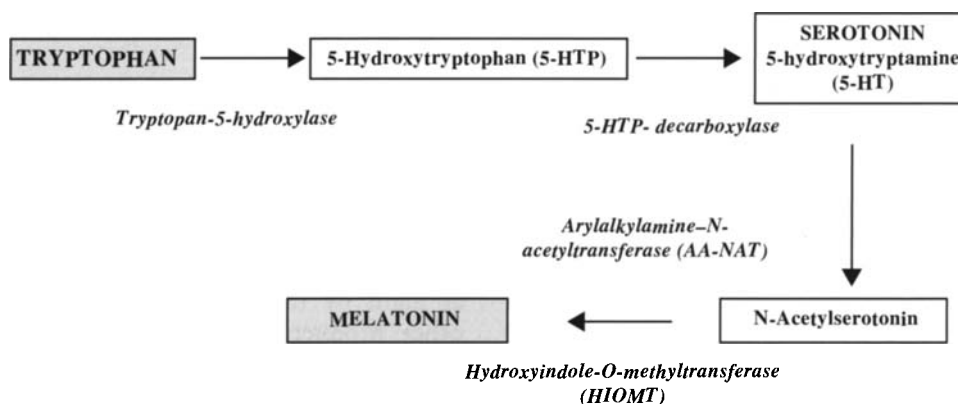 TRYPTOPHAN
5-Hydroxytryptophan (5-HTP)
SEROTONIN
5-hydroxytryptamine
(5-HT)
Tryptopan-5-hydroxylase
5-HTP- decarboxylase
Arylalkylamine–N-
acetyltransferase (AA-NAT)
MELATONIN
N-Acetylserotonin
Hydroxyindole-O-methyltransferase
(HIOMT)